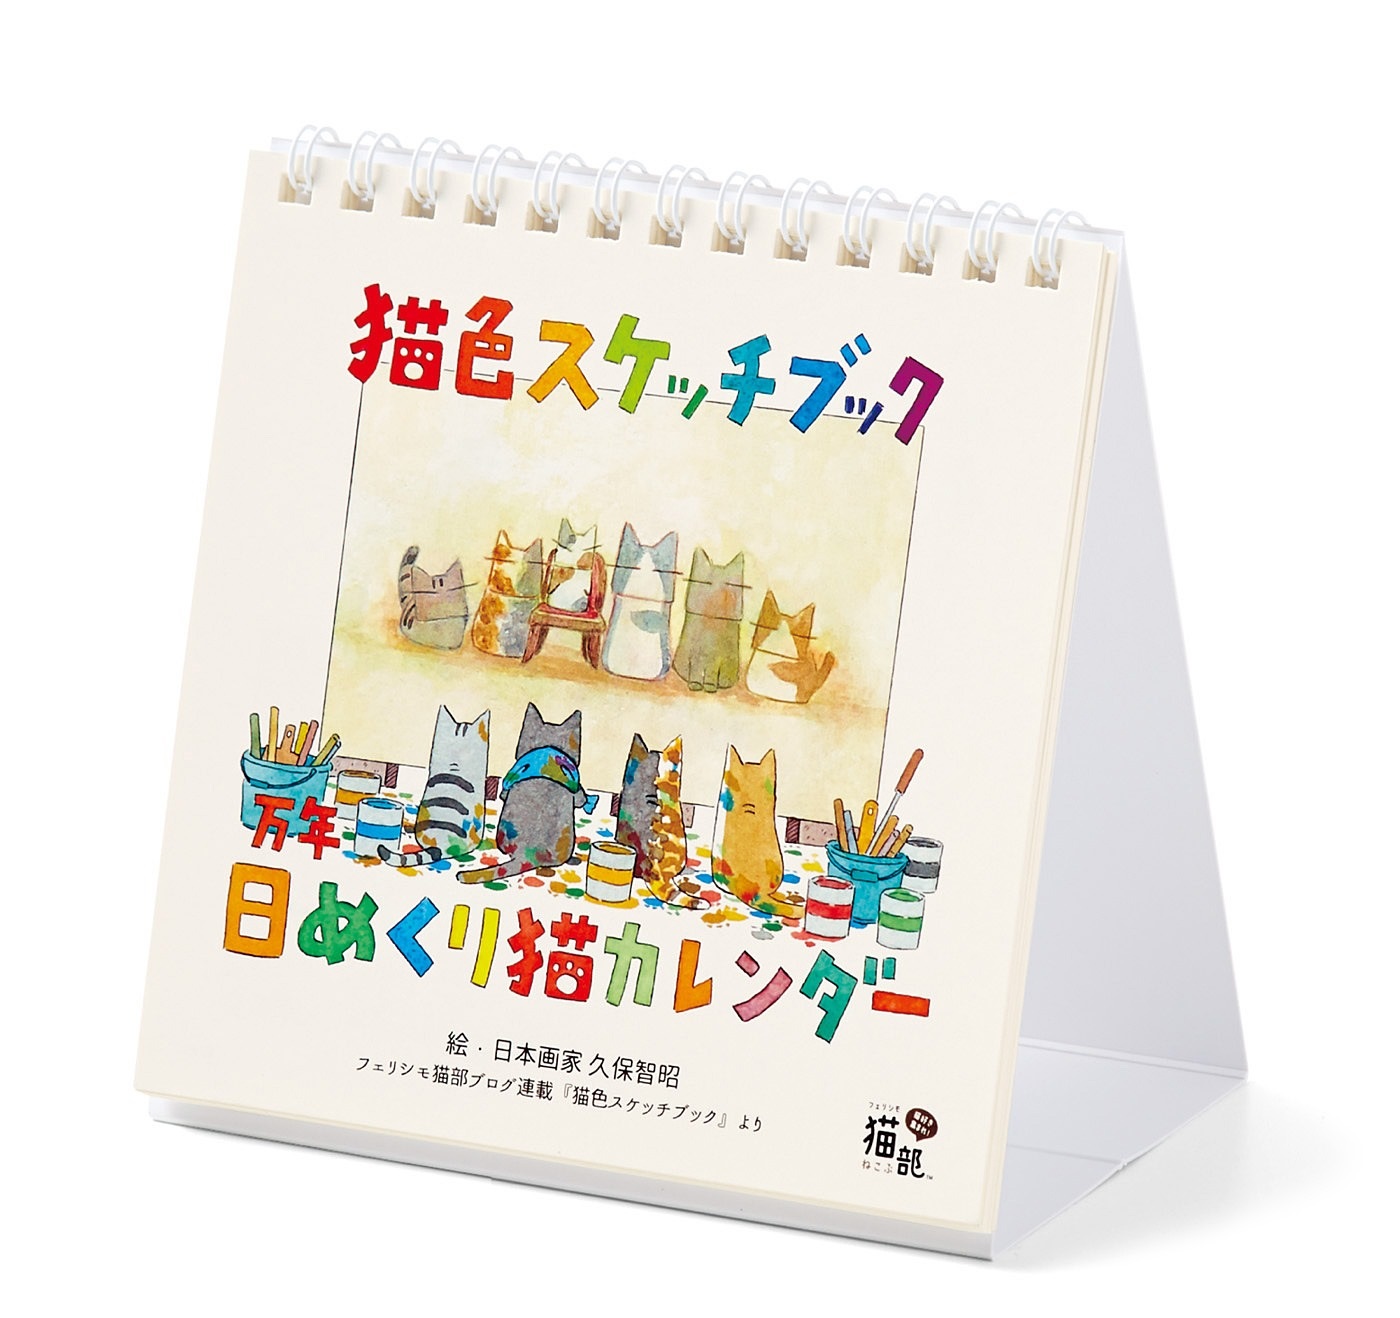 猫色スケッチブック
万年
日めくり猫カレンダー
絵・日本画家 久保智昭
フェリシモ猫部ブログ連載『猫色スケッチブック』より
フェリシモ
猫部
ねこぶ
TM